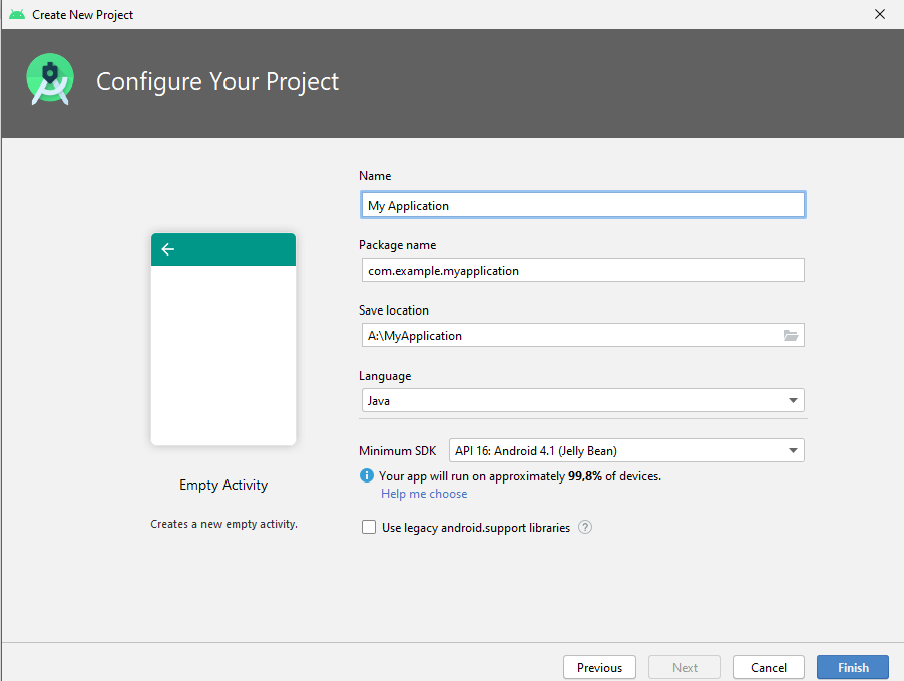 Create New Project
Configure Your Project
Name
My Application
Package name
com.example.myapplication
Save location
A:\MyApplication
Language
Java
Minimum SDK API 16: Android 4.1 (Jelly Bean)
Your app will run on approximately 99,8% of devices.
Help me choose
Use legacy android.support libraries ?
Empty Activity
Creates a new empty activity.
Previous Next Cancel Finish